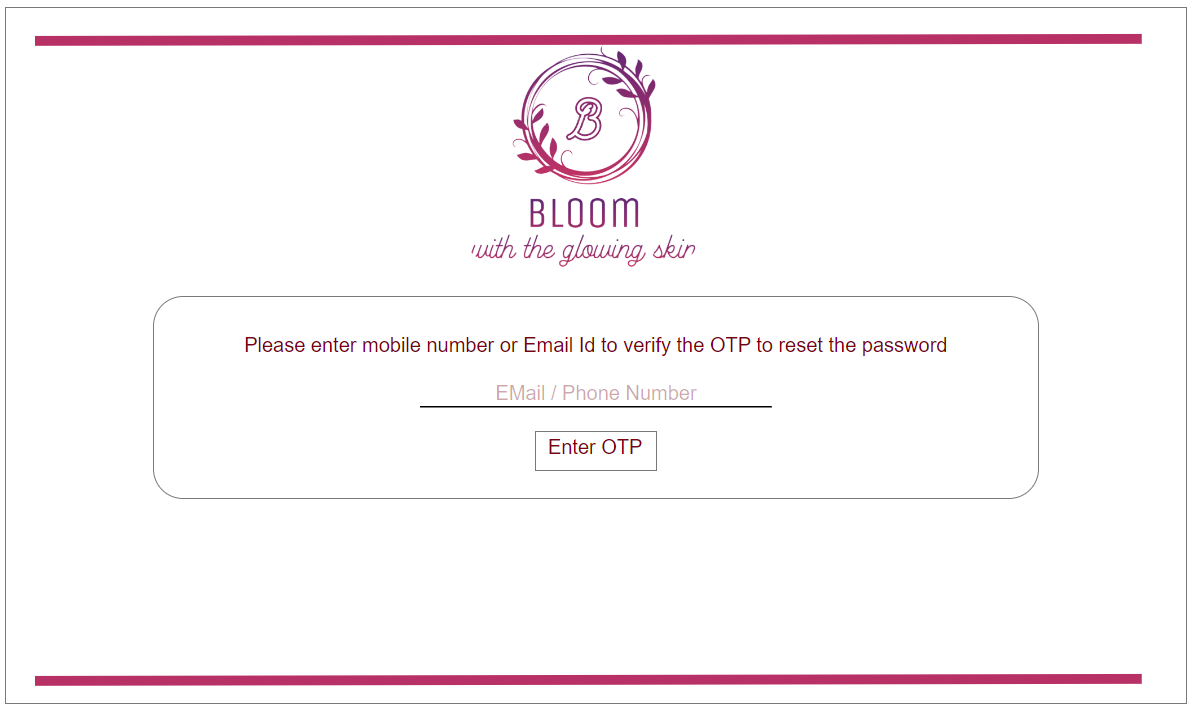 B
BLOOM
with the glowing skin
Please enter mobile number or Email Id to verify the OTP to reset the password
EMail / Phone Number
Enter OTP